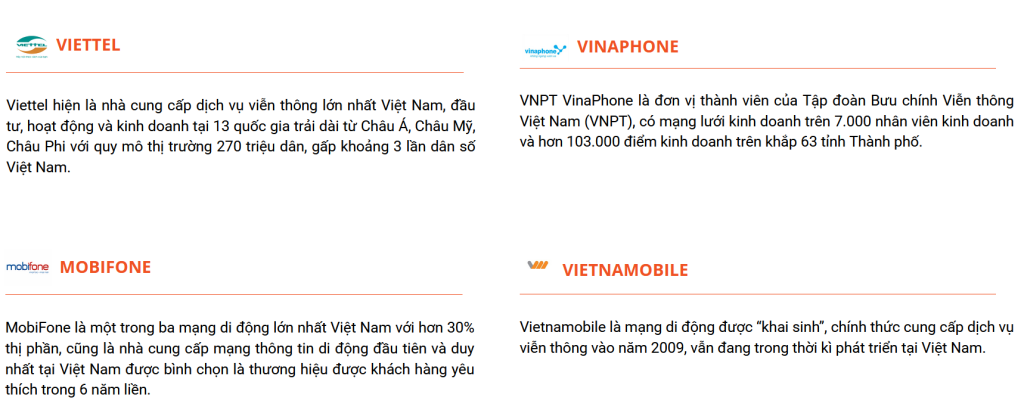 VIETTEL
VIETTEL
Viettel hiện là nhà cung cấp dịch vụ viễn thông lớn nhất Việt Nam, đầu
tư, hoạt động và kinh doanh tại 13 quốc gia trải dài từ Châu Á, Châu Mỹ,
Châu Phi với quy mô thị trường 270 triệu dân, gấp khoảng 3 lần dân số
Việt Nam.
vinaphone
VINAPHONE
VNPT VinaPhone là đơn vị thành viên của Tập đoàn Bưu chính Viễn thông
Việt Nam (VNPT), có mạng lưới kinh doanh trên 7.000 nhân viên kinh doanh
và hơn 103.000 điểm kinh doanh trên khắp 63 tỉnh Thành phố.
mobifone
MOBIFONE
MobiFone là một trong ba mạng di động lớn nhất Việt Nam với hơn 30%
thị phần, cũng là nhà cung cấp mạng thông tin di động đầu tiên và duy
nhất tại Việt Nam được bình chọn là thương hiệu được khách hàng yêu
thích trong 6 năm liền.
VIETNAMOBILE
Vietnamobile là mạng di động được “khai sinh”, chính thức cung cấp dịch vụ
viễn thông vào năm 2009, vẫn đang trong thời kì phát triển tại Việt Nam.